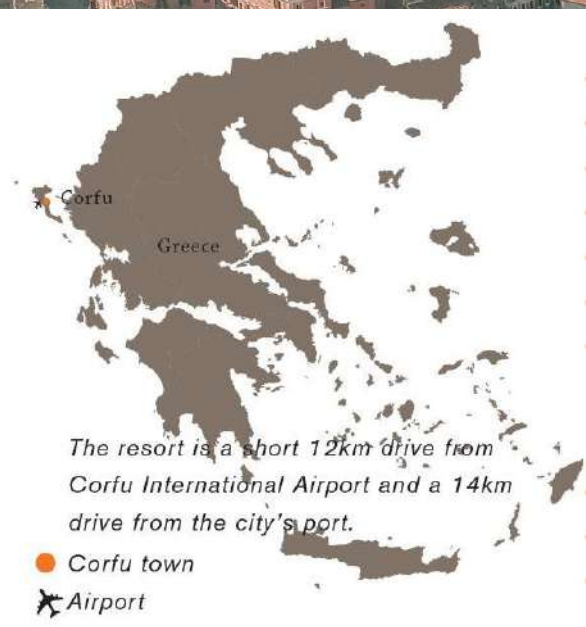 Corfu
Greece
The resort is a short 12km drive from
Corfu International Airport and a 14km
drive from the city's port.
Corfu town
Airport